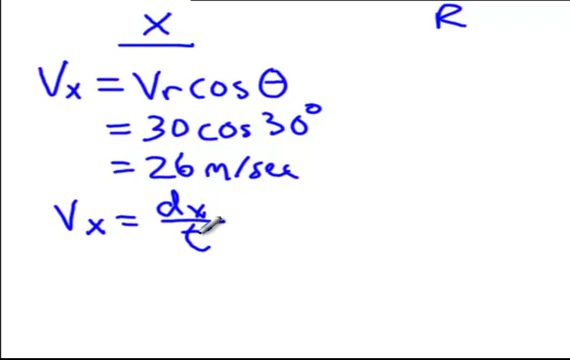 X R
Vx = Vr cos θ
= 30 cos 30°
= 26 m/sec
Vx = dx/t